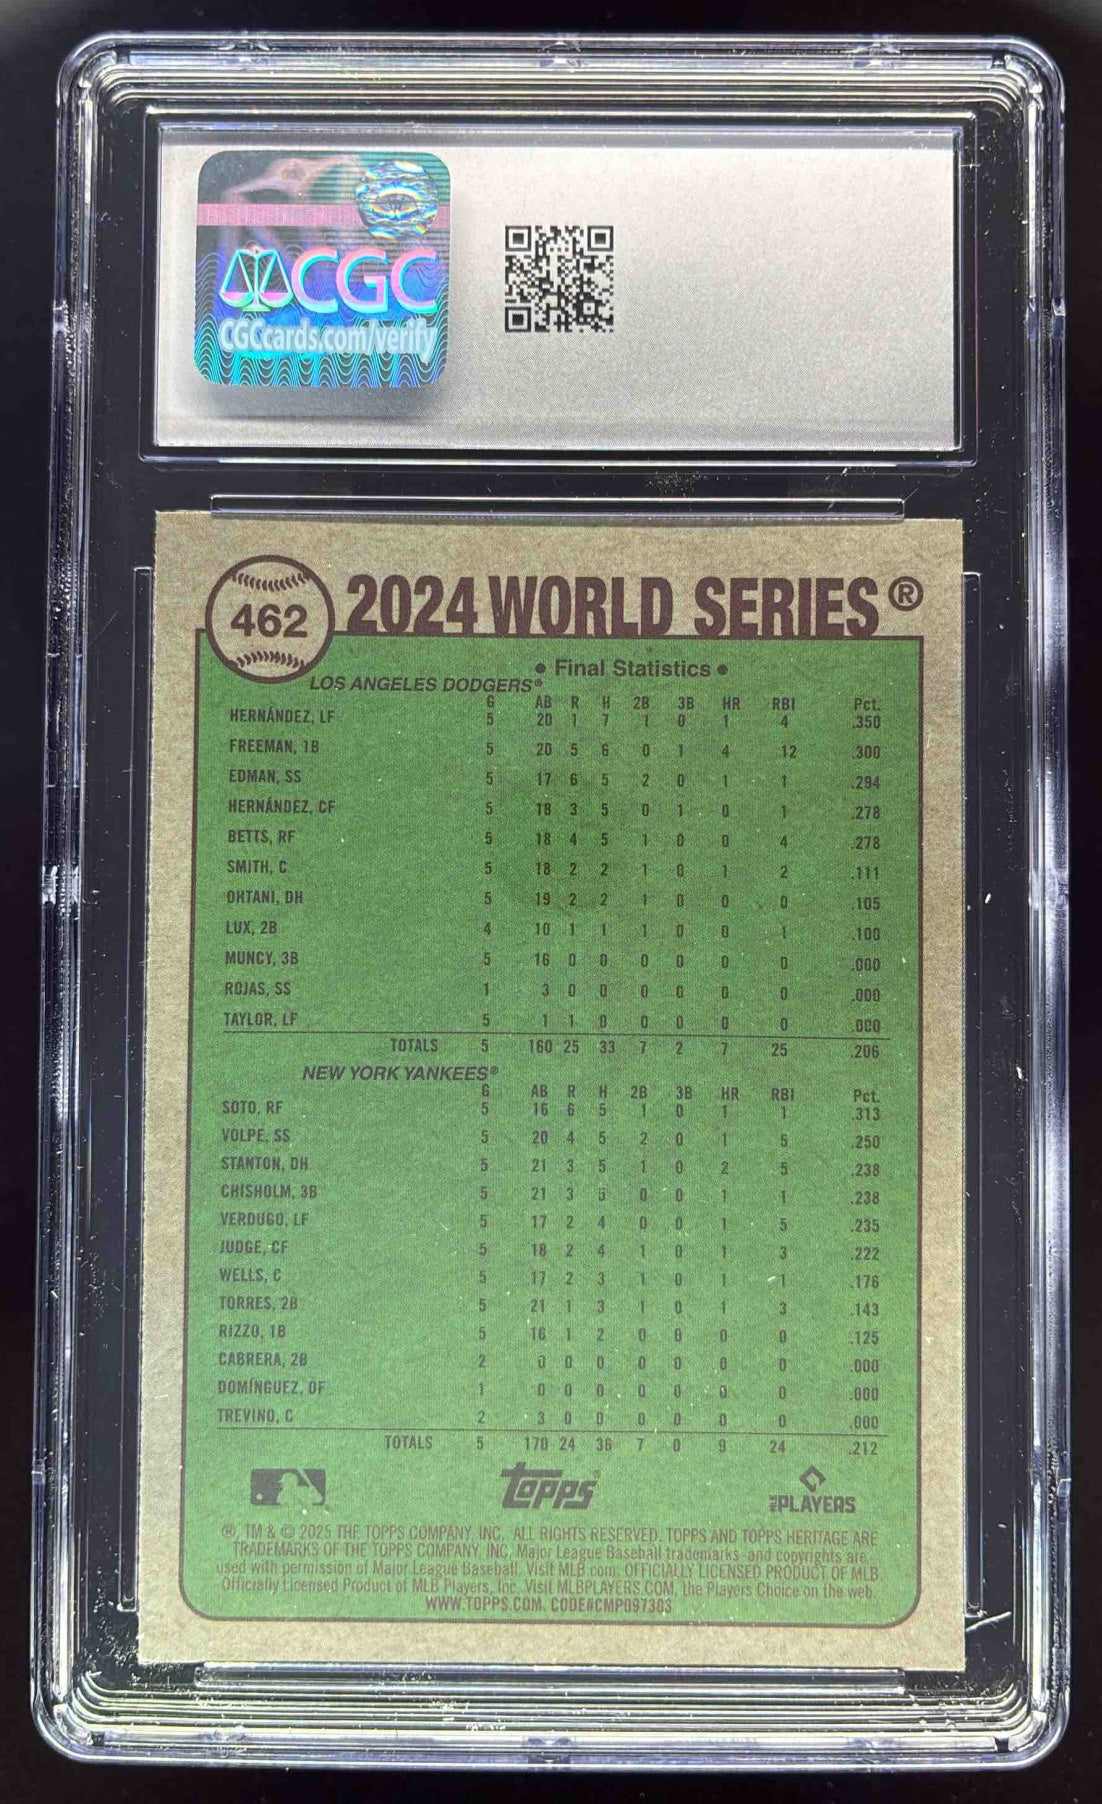 CGC
CGCcards.com/verify
462
2024 WORLD SERIES®
• Final Statistics •
LOS ANGELES DODGERS®
G AB R H 2B 3B HR RBI Pct.
HERNÁNDEZ, LF 5 20 1 7 1 0 1 4 .350
FREEMAN, 1B 5 20 5 6 0 1 4 12 .300
EDMAN, SS 5 17 6 5 2 0 1 1 .294
HERNÁNDEZ, CF 5 18 3 5 0 1 0 1 .278
BETTS, RF 5 18 4 5 1 0 0 4 .278
SMITH, C 5 18 2 2 1 0 1 2 .111
OHTANI, DH 5 19 2 2 1 0 0 0 .105
LUX, 2B 4 10 1 1 1 0 0 1 .100
MUNCY, 3B 5 16 0 0 0 0 0 0 .000
ROJAS, SS 1 3 0 0 0 0 0 0 .000
TAYLOR, LF 5 1 1 0 0 0 0 0 .000
TOTALS 5 160 25 33 7 2 7 25 .206
NEW YORK YANKEES®
G AB R H 2B 3B HR RBI Pct.
SOTO, RF 5 16 6 5 1 0 1 1 .313
VOLPE, SS 5 20 4 5 2 0 1 5 .250
STANTON, DH 5 21 3 5 1 0 2 5 .238
CHISHOLM, 3B 5 21 3 5 0 0 1 1 .238
VERDUGO, LF 5 17 2 4 0 0 1 5 .235
JUDGE, CF 5 18 2 4 1 0 1 3 .222
WELLS, C 5 17 2 3 1 0 1 1 .176
TORRES, 2B 5 21 1 3 1 0 1 3 .143
RIZZO, 1B 5 16 1 2 0 0 0 0 .125
CABRERA, 2B 2 0 0 0 0 0 0 0 .000
DOMÍNGUEZ, OF 1 0 0 0 0 0 0 0 .000
TREVINO, C 2 3 0 0 0 0 0 0 .000
TOTALS 5 170 24 36 7 0 9 24 .212
topps®
PLAYERS
®, TM & © 2025 THE TOPPS COMPANY, INC. ALL RIGHTS RESERVED. TOPPS AND TOPPS HERITAGE ARE
TRADEMARKS OF THE TOPPS COMPANY, INC. Major League Baseball trademarks and copyrights are
used with permission of Major League Baseball. Visit MLB.com. OFFICIALLY LICENSED PRODUCT OF MLB
Officially Licensed Product of MLB Players, Inc. Visit MLBPLAYERS.COM, the Players Choice on the web.
WWW.TOPPS.COM. CODE#CMP097303